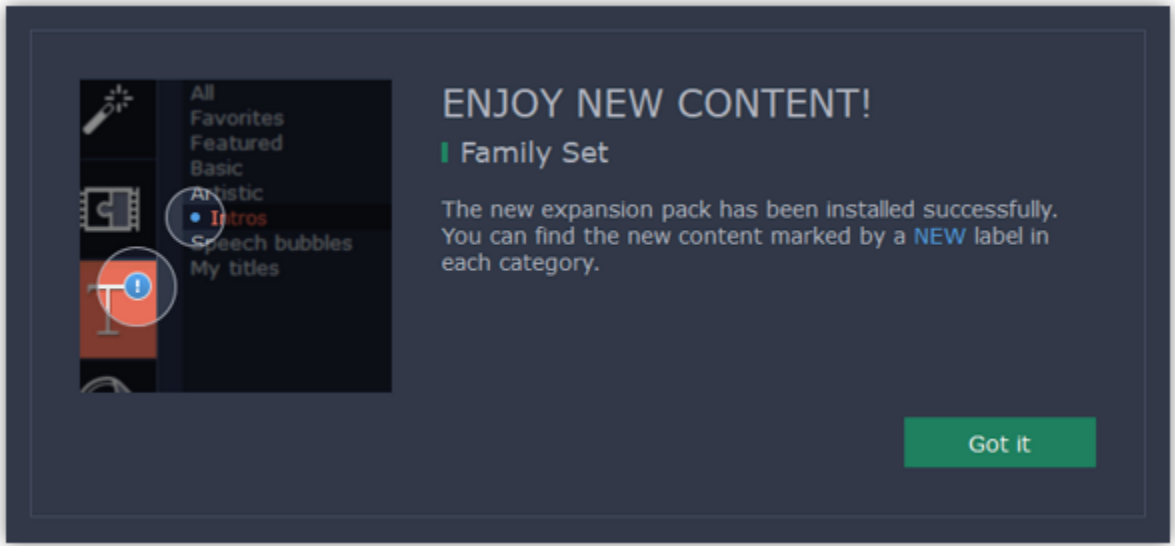 All
Favorites
Featured
Basic
Artistic
Intros
Speech bubbles
My titles
ENJOY NEW CONTENT!
Family Set
The new expansion pack has been installed successfully.
You can find the new content marked by a NEW label in
each category.
Got it